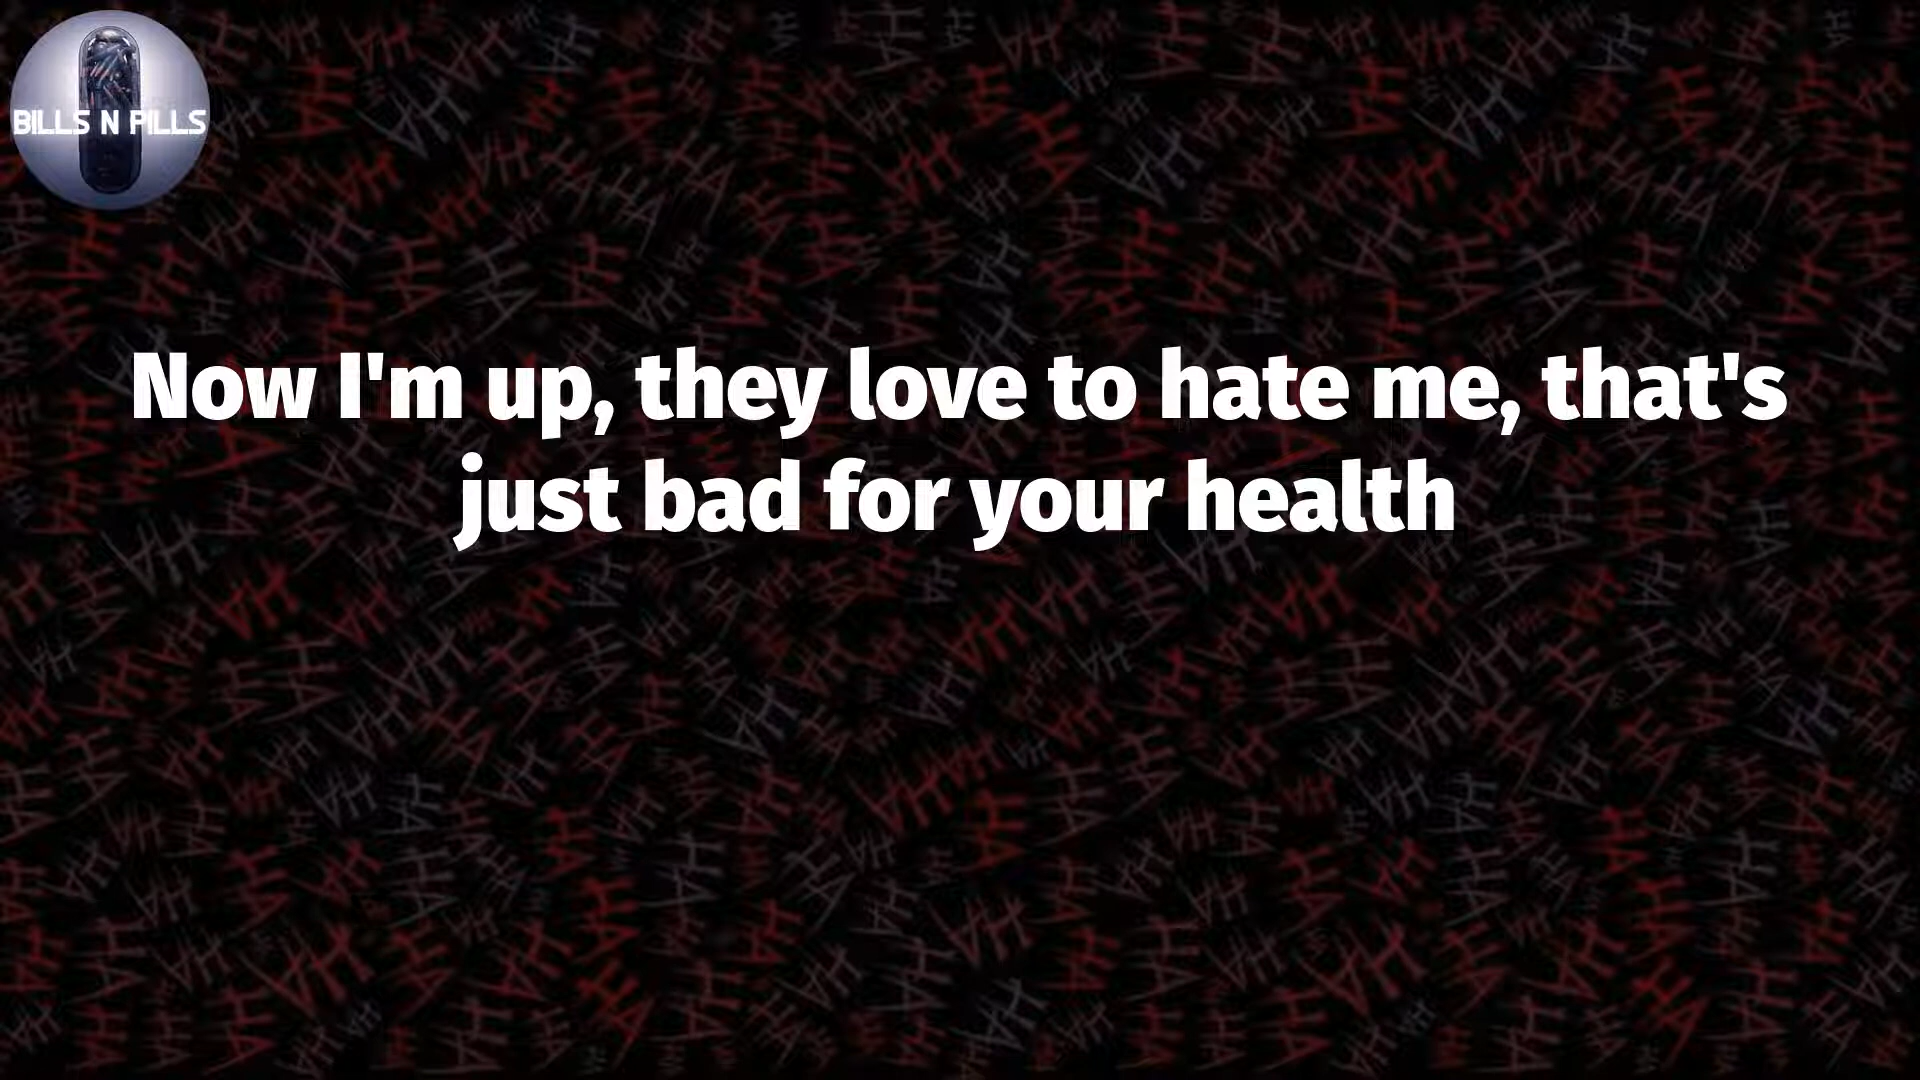 BILLS N PILLS
Now I'm up, they love to hate me, that's
just bad for your health